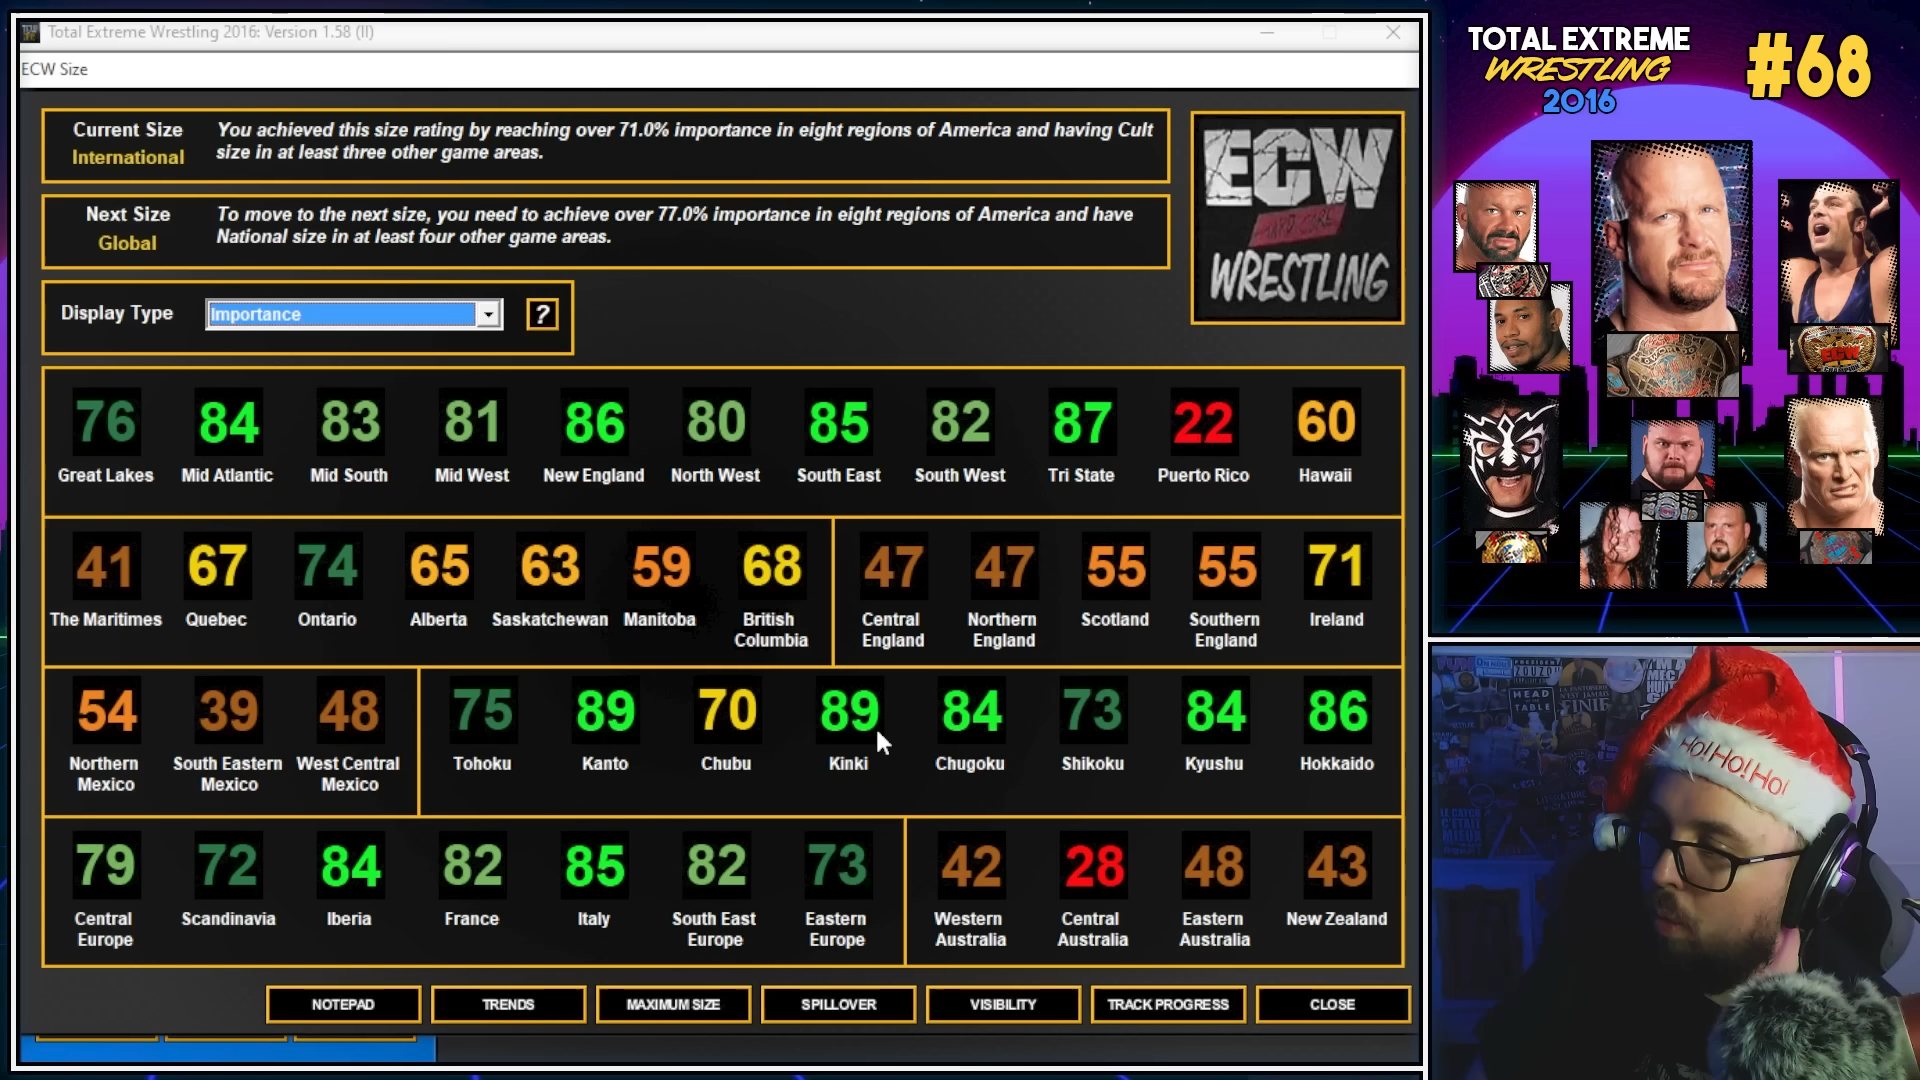 Total Extreme Wrestling 2016: Version 1.58 (II)
ECW Size
Current Size
International
You achieved this size rating by reaching over 71.0% importance in eight regions of America and having Cult
size in at least three other game areas.
Next Size
Global
To move to the next size, you need to achieve over 77.0% importance in eight regions of America and have
National size in at least four other game areas.
ECW
HARDCORE
WRESTLING
Display Type
Importance
?
76 84 83 81 86 80 85 82 87 22 60
Great Lakes Mid Atlantic Mid South Mid West New England North West South East South West Tri State Puerto Rico Hawaii
41 67 74 65 63 59 68 47 47 55 55 71
The Maritimes Quebec Ontario Alberta Saskatchewan Manitoba British Columbia Central England Northern England Scotland Southern England Ireland
54 39 48 75 89 70 89 84 73 84 86
Northern Mexico South Eastern Mexico West Central Mexico Tohoku Kanto Chubu Kinki Chugoku Shikoku Kyushu Hokkaido
79 72 84 82 85 82 73 42 28 48 43
Central Europe Scandinavia Iberia France Italy South East Europe Eastern Europe Western Australia Central Australia Eastern Australia New Zealand
NOTEPAD TRENDS MAXIMUM SIZE SPILLOVER VISIBILITY TRACK PROGRESS CLOSE
TOTAL EXTREME
WRESTLING
2016
#68
HEAD
OF THE
TABLE
Ho! Ho! Ho!